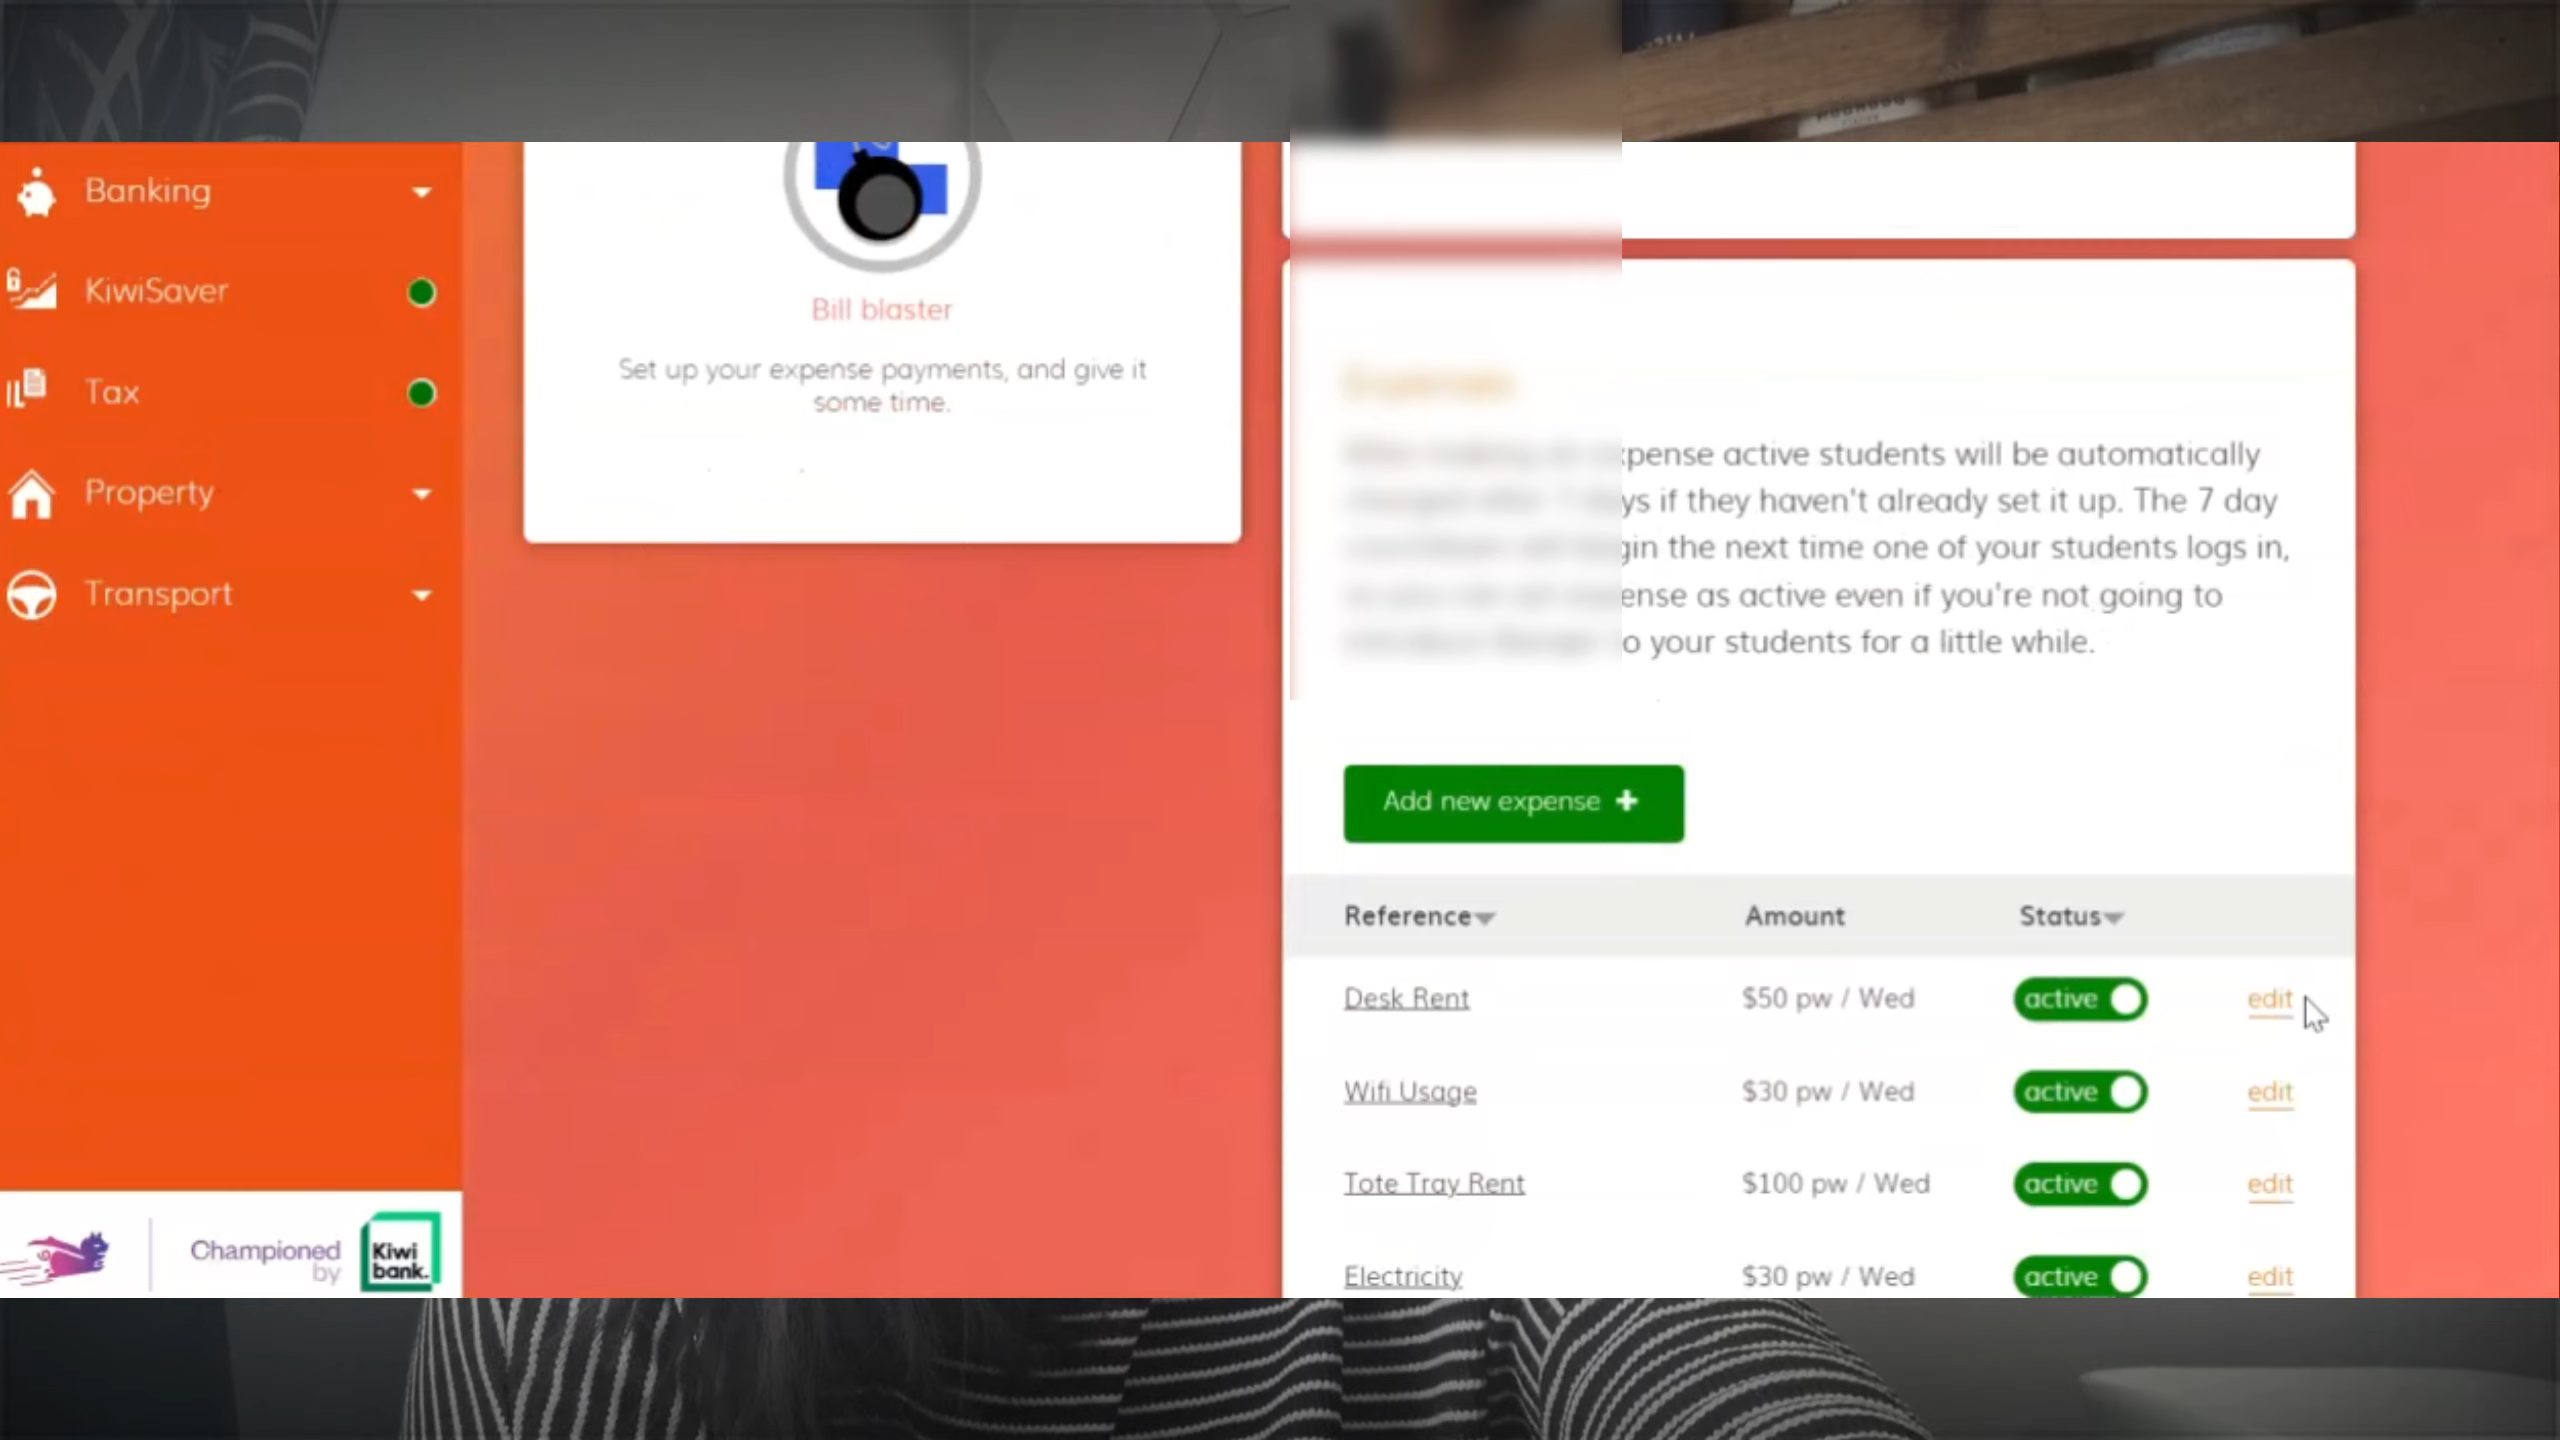 Banking
KiwiSaver
Tax
Property
Transport
Championed
by
Kiwi
bank.
Bill blaster
Set up your expense payments, and give it
some time.
active students will be automatically
if they haven't already set it up. The 7 day
the next time one of your students logs in,
as active even if you're not going to
your students for a little while.
Add new expense +
Reference Amount Status
Desk Rent $50 pw / Wed active edit
Wifi Usage $30 pw / Wed active edit
Tote Tray Rent $100 pw / Wed active edit
Electricity $30 pw / Wed active edit